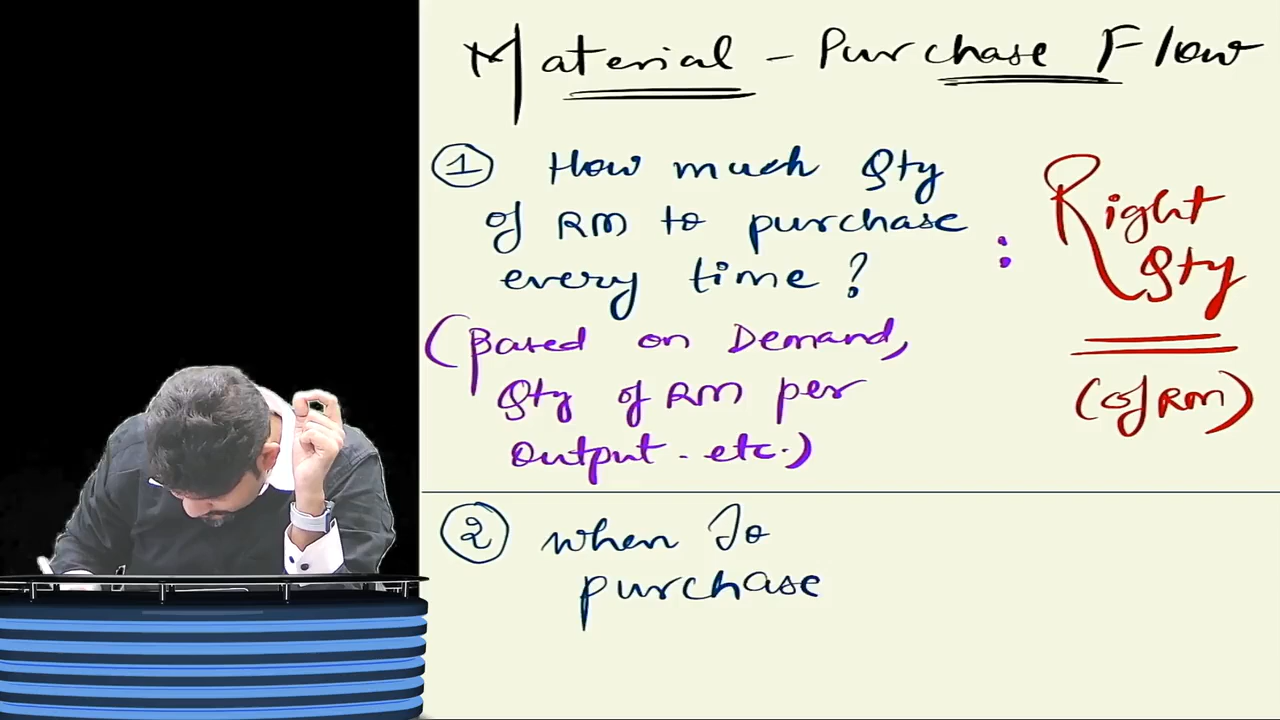 Material - Purchase Flow
① How much Qty
of RM to purchase
every time?
(Based on Demand,
Qty of RM per
Output. etc.)
: Right
Qty
(of RM)
② when To
purchase